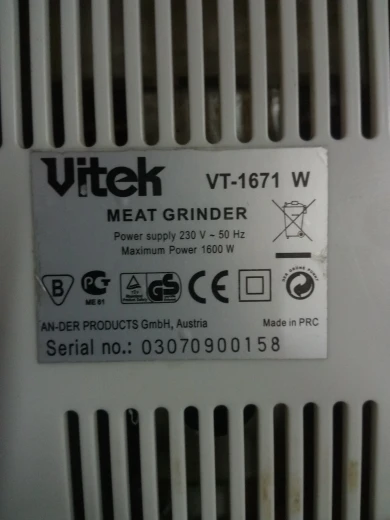 Vitek VT-1671 W
MEAT GRINDER
Power supply 230 V ~ 50 Hz
Maximum Power 1600 W
B PC ME 61 GS CE
AN-DER PRODUCTS GmbH, Austria Made in PRC
Serial no.: 03070900158